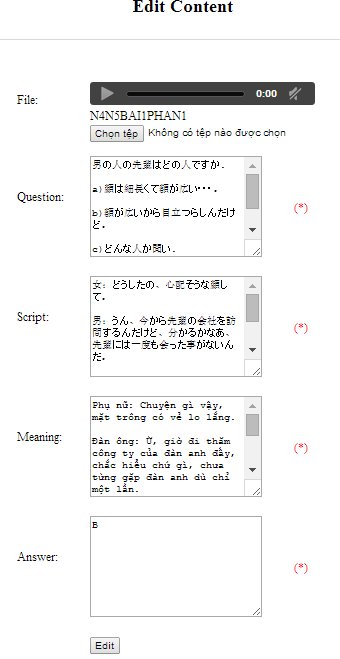 Edit Content
File:
0:00
N4N5BAI1PHAN1
Chọn tệp Không có tệp nào được chọn
Question:
男の人の先輩はどの人ですか.
a)顔は細長くて額が広い･･･.
b)額が広いから目立つらしんだけ
ど.
c)どんな人か聞い.
(*)
Script:
女: どうしたの、心配そうな顔し
て.
男: うん、今から先輩の会社を訪
問するんだけど、分かるかなあ、
先輩には一度も会った事がないん
だ.
(*)
Meaning:
Phụ nữ: Chuyện gì vậy,
mặt trông có vẻ lo lắng.
Đàn ông: Ừ, giờ đi thăm
công ty của đàn anh đây,
chắc hiểu chứ gì, chưa
từng gặp đàn anh dù chỉ
một lần.
(*)
Answer:
B
(*)
Edit